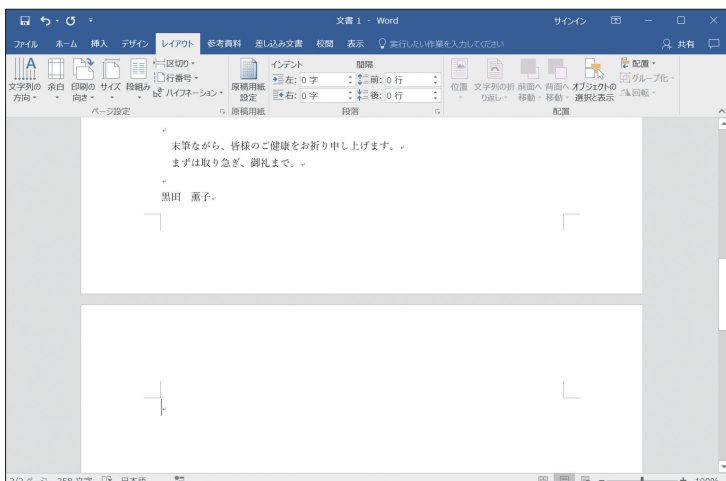 文書 1 - Word
サインイン
ファイル ホーム 挿入 デザイン レイアウト 参考資料 差し込み文書 校閲 表示 実行したい作業を入力してください 共有
文字列の方向 余白 印刷の向き サイズ 段組み 区切り 行番号 ハイフネーション 原稿用紙設定
インデント 間隔
左: 0 字 前: 0 行
右: 0 字 後: 0 行
位置 文字列の折り返し 前面へ移動 背面へ移動 オブジェクトの選択と表示 配置 グループ化 回転
ページ設定 原稿用紙 段落 配置
末筆ながら、皆様のご健康をお祈り申し上げます。
まずは取り急ぎ、御礼まで。
黒田 薫子
258 文字 日本語 100%